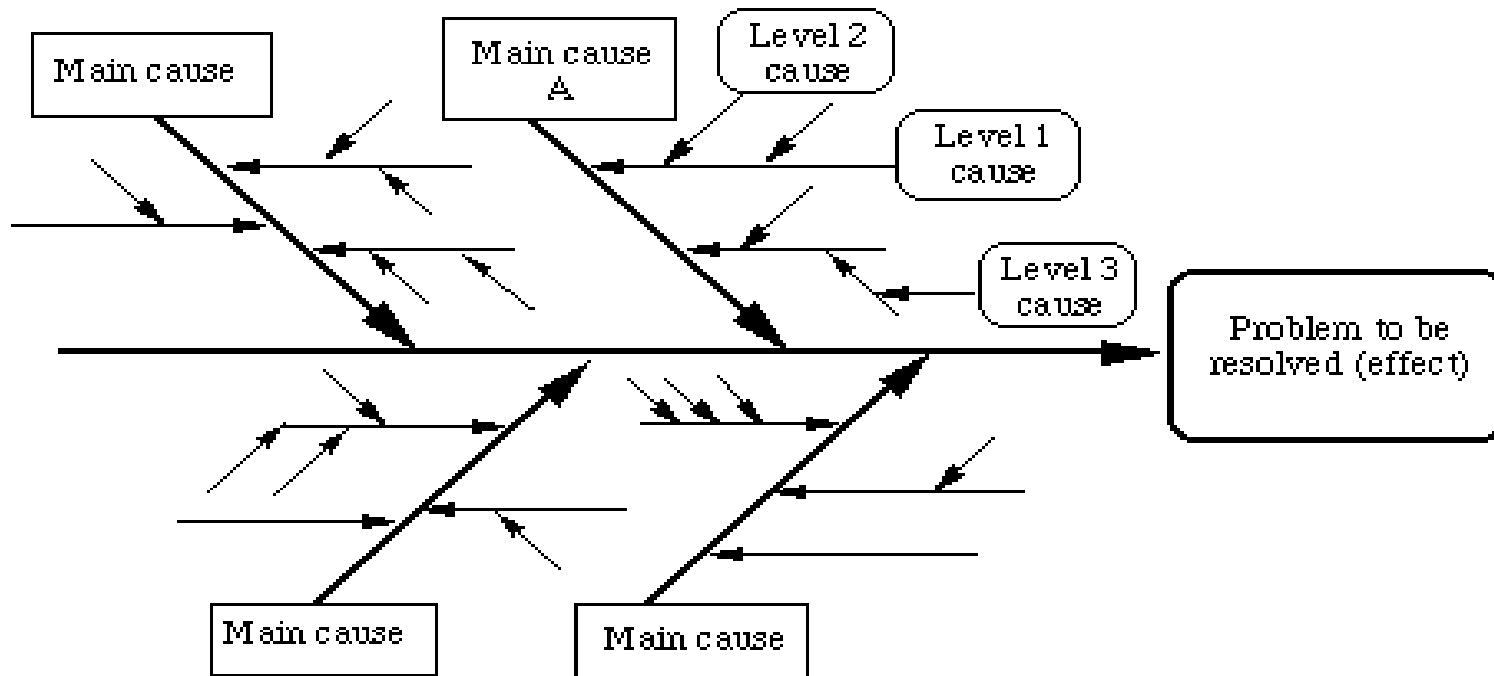 Main cause
Main cause
A
Level 2
cause
Level 1
cause
Level 3
cause
Problem to be
resolved (effect)
Main cause
Main cause